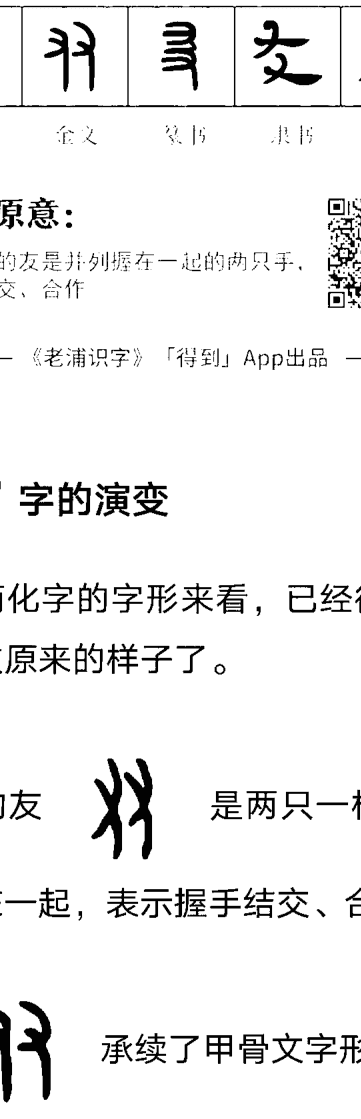 金文 篆书 隶书
原意：
的友是并列握在一起的两只手，
交、合作
《老浦识字》「得到」App出品
字的演变
化字的字形来看，已经
原来的样子了。
友 是两只一
一起，表示握手结交、
承续了甲骨文字形